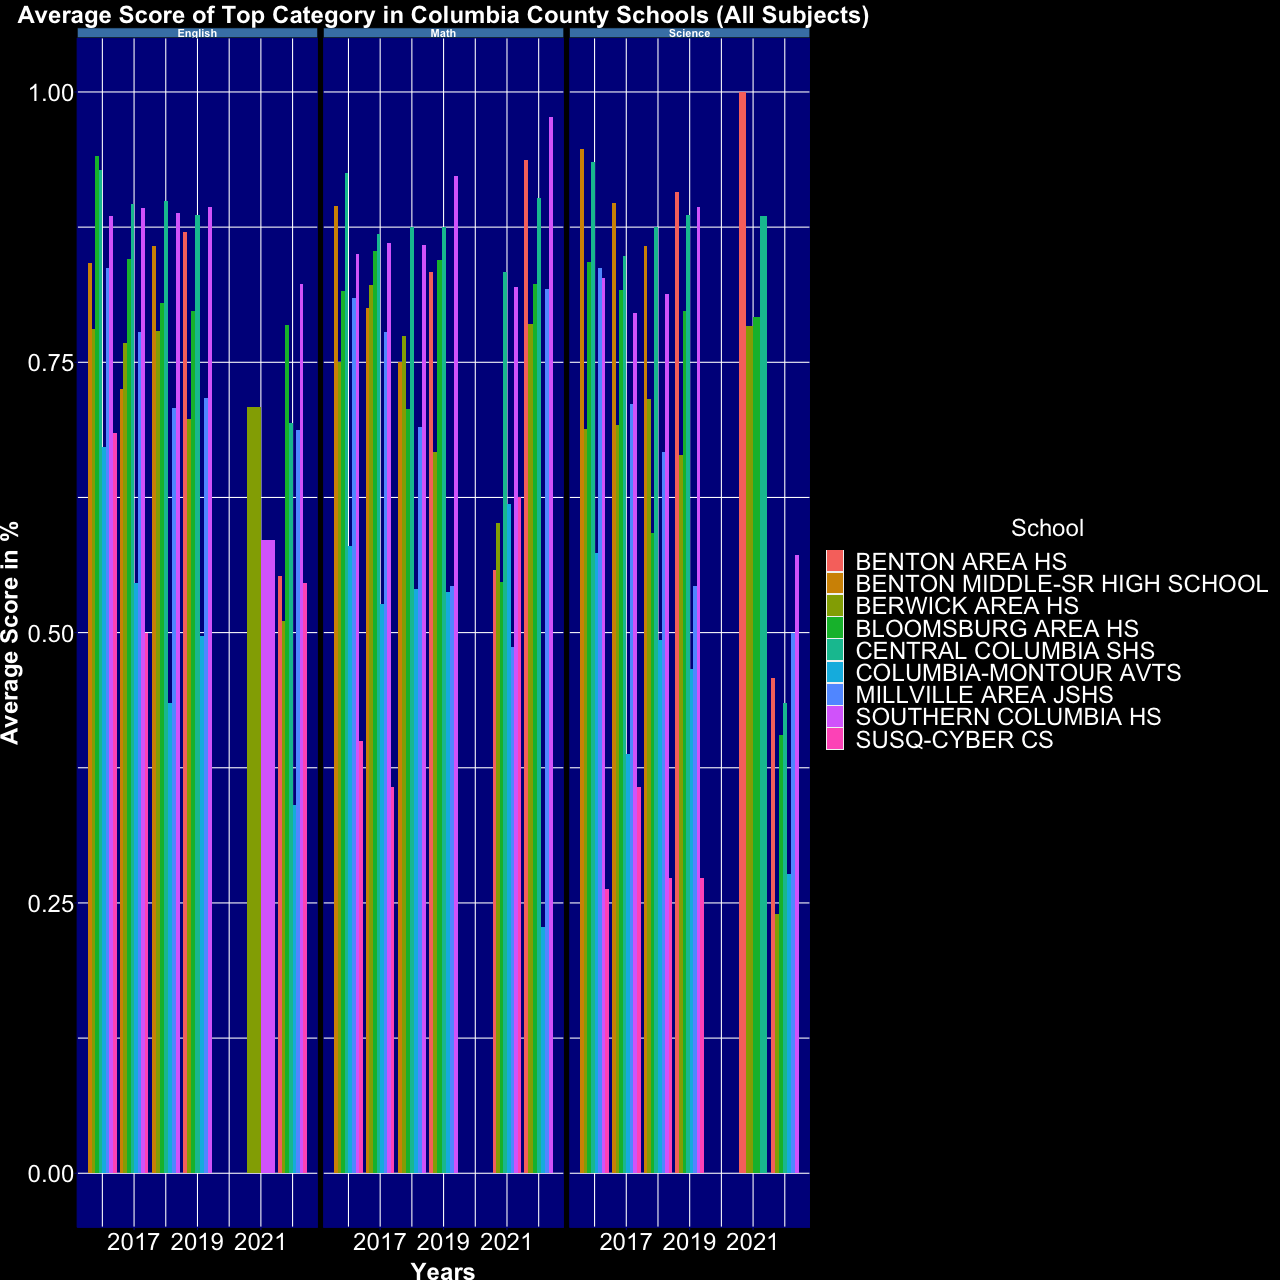 Average Score of Top Category in Columbia County Schools (All Subjects)
English
Math
Science
1.00
0.75
0.50
0.25
0.00
Average Score in %
2017 2019 2021
2017 2019 2021
2017 2019 2021
Years
School
BENTON AREA HS
BENTON MIDDLE-SR HIGH SCHOOL
BERWICK AREA HS
BLOOMSBURG AREA HS
CENTRAL COLUMBIA SHS
COLUMBIA-MONTOUR AVTS
MILLVILLE AREA JSHS
SOUTHERN COLUMBIA HS
SUSQ-CYBER CS